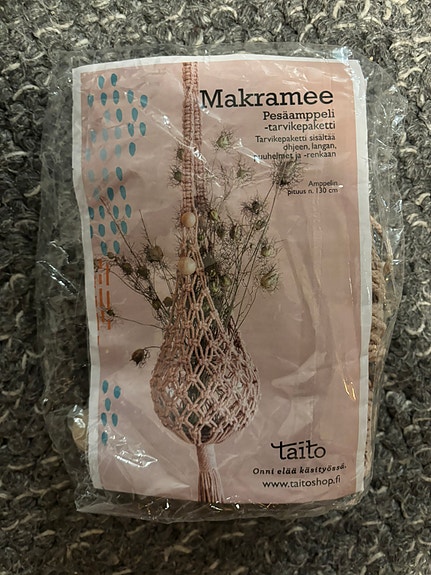 Makramee
Pesäamppeli
-tarvikepaketti
Tarvikepaketti sisältää
ohjeen, langan,
puuhelmet ja -renkaan
Amppelin
pituus n. 130 cm
taito
Onni elää käsityössä.
www.taitoshop.fi